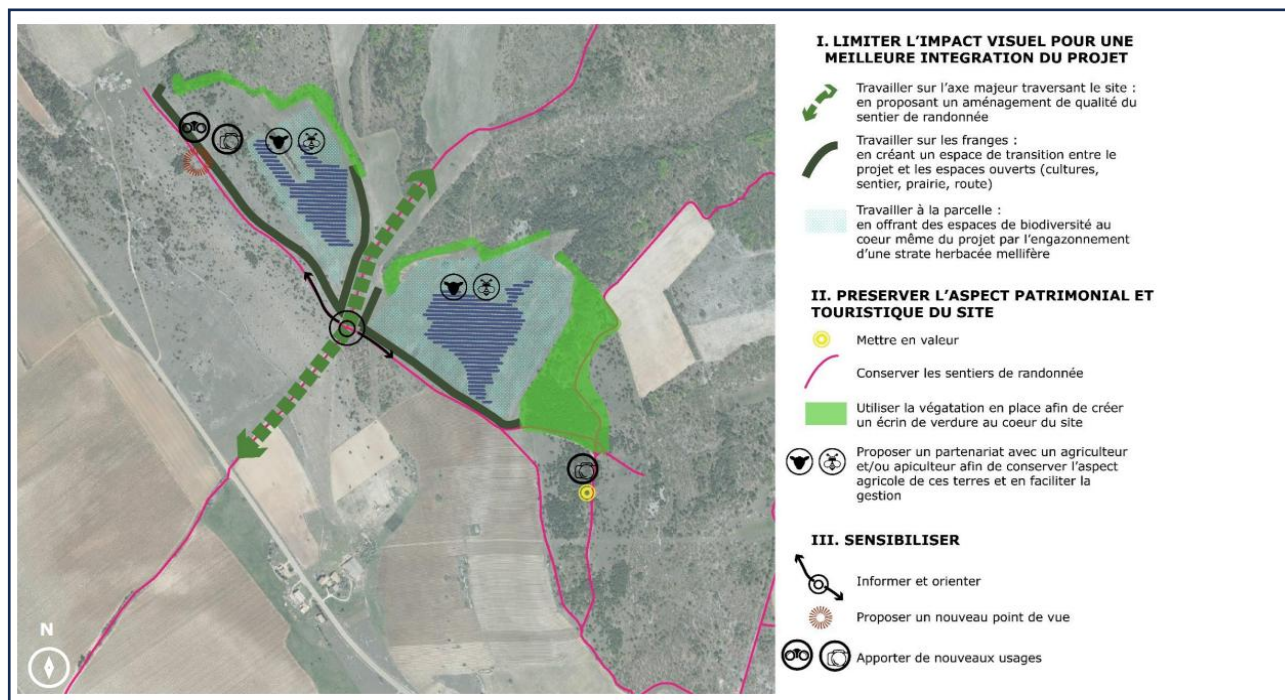 I. LIMITER L'IMPACT VISUEL POUR UNE
MEILLEURE INTEGRATION DU PROJET
Travailler sur l'axe majeur traversant le site :
en proposant un aménagement de qualité du
sentier de randonnée
Travailler sur les franges :
en créant un espace de transition entre le
projet et les espaces ouverts (cultures,
sentier, prairie, route)
Travailler à la parcelle :
en offrant des espaces de biodiversité au
coeur même du projet par l'engazonnement
d'une strate herbacée mellifère
II. PRESERVER L'ASPECT PATRIMONIAL ET
TOURISTIQUE DU SITE
Mettre en valeur
Conserver les sentiers de randonnée
Utiliser la végatation en place afin de créer
un écrin de verdure au coeur du site
Proposer un partenariat avec un agriculteur
et/ou apiculteur afin de conserver l'aspect
agricole de ces terres et en faciliter la
gestion
III. SENSIBILISER
Informer et orienter
Proposer un nouveau point de vue
Apporter de nouveaux usages
N